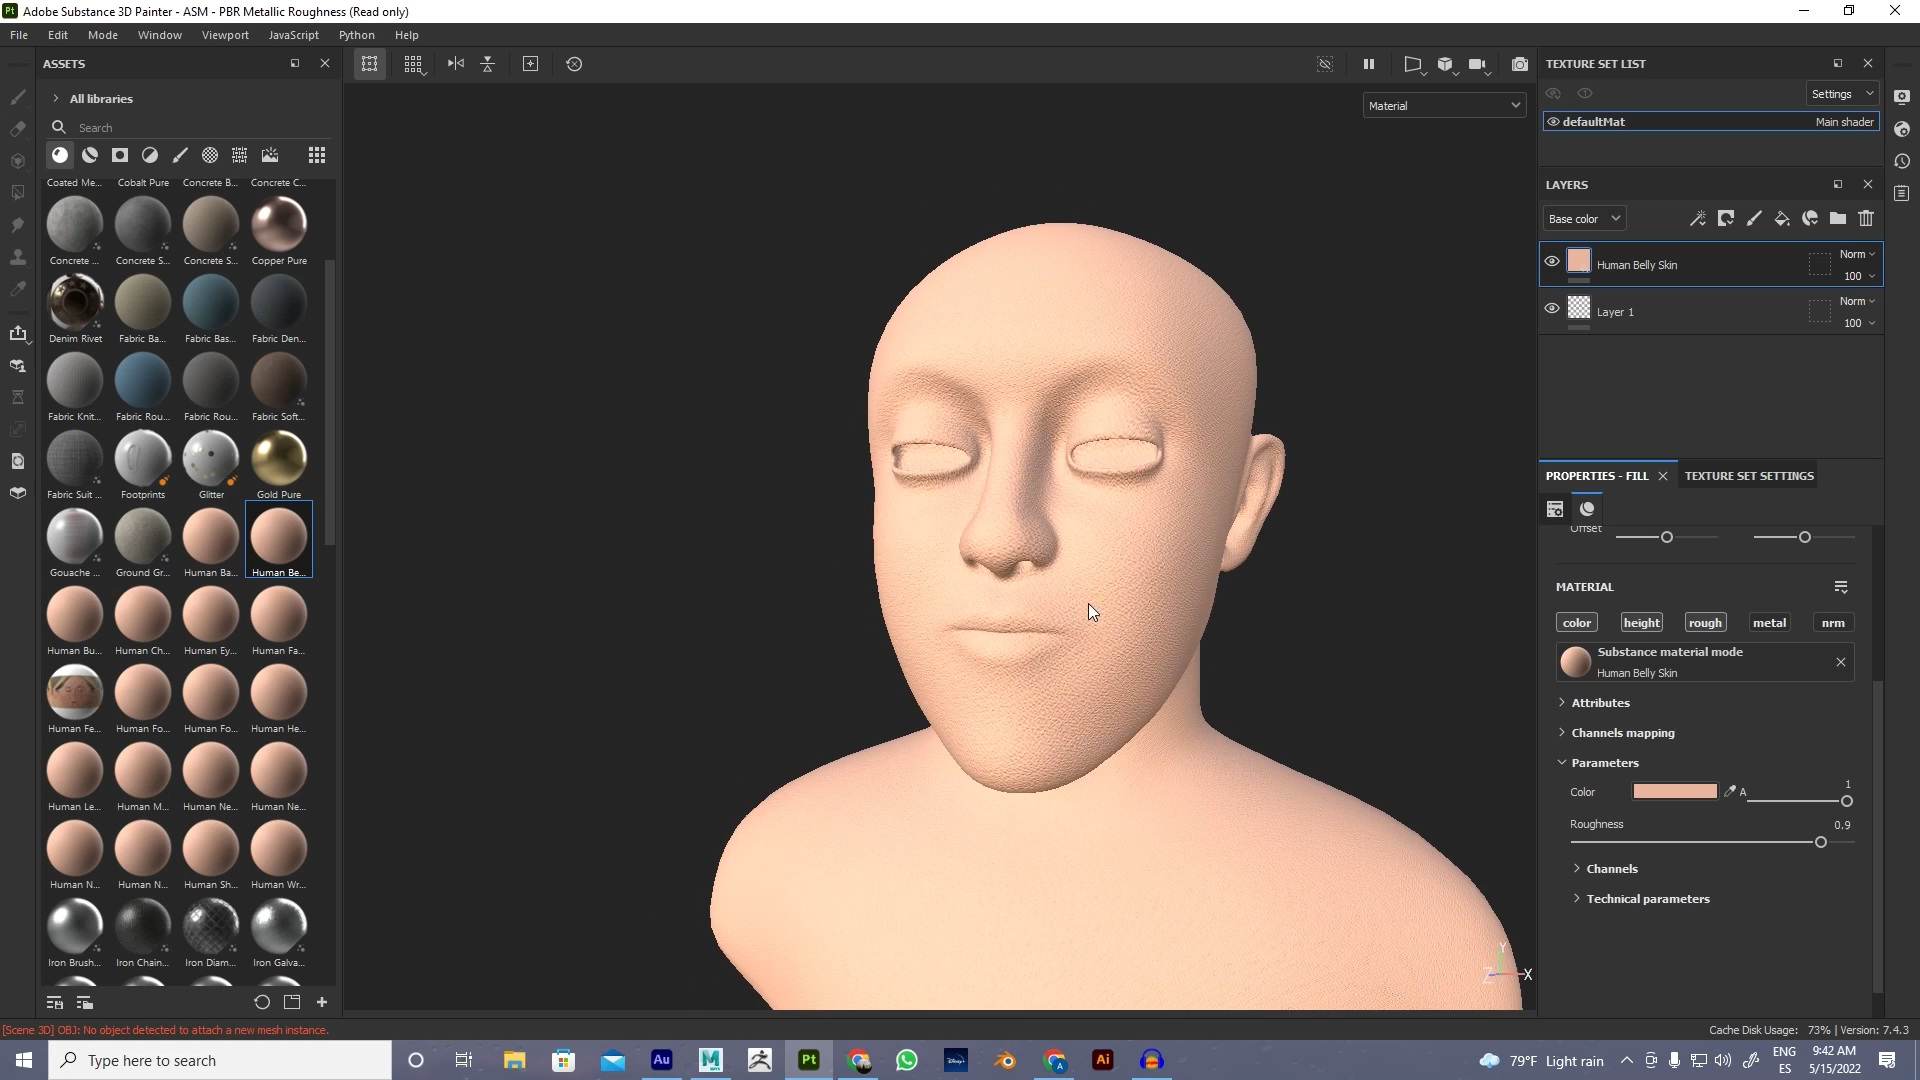 Pt Adobe Substance 3D Painter - ASM - PBR Metallic Roughness (Read only)
File Edit Mode Window Viewport JavaScript Python Help
ASSETS
All libraries
Search
Coated Me... Cobalt Pure Concrete B... Concrete C...
Concrete ... Concrete S... Concrete S... Copper Pure
Denim Rivet Fabric Ba... Fabric Bas... Fabric Den...
Fabric Knit... Fabric Rou... Fabric Rou... Fabric Soft...
Fabric Suit ... Footprints Glitter Gold Pure
Gouache ... Ground Gr... Human Ba... Human Be...
Human Bu... Human Ch... Human Ey... Human Fa...
Human Fe... Human Fo... Human Fo... Human He...
Human Le... Human M... Human Ne... Human Ne...
Human N... Human N... Human Sh... Human Wr...
Iron Brush... Iron Chain... Iron Diam... Iron Galva...
Material
Y
Z X
TEXTURE SET LIST
Settings
defaultMat Main shader
LAYERS
Base color
Human Belly Skin Norm
100
Layer 1 Norm
100
PROPERTIES - FILL TEXTURE SET SETTINGS
Offset
MATERIAL
color height rough metal nrm
Substance material mode
Human Belly Skin
Attributes
Channels mapping
Parameters
Color A 1
Roughness 0.9
Channels
Technical parameters
[Scene 3D] OBJ: No object detected to attach a new mesh instance.
Cache Disk Usage: 73% | Version: 7.4.3
Type here to search
Au
M
Pt
Disney+
A
Ai
79°F Light rain
ENG
ES
9:42 AM
5/15/2022